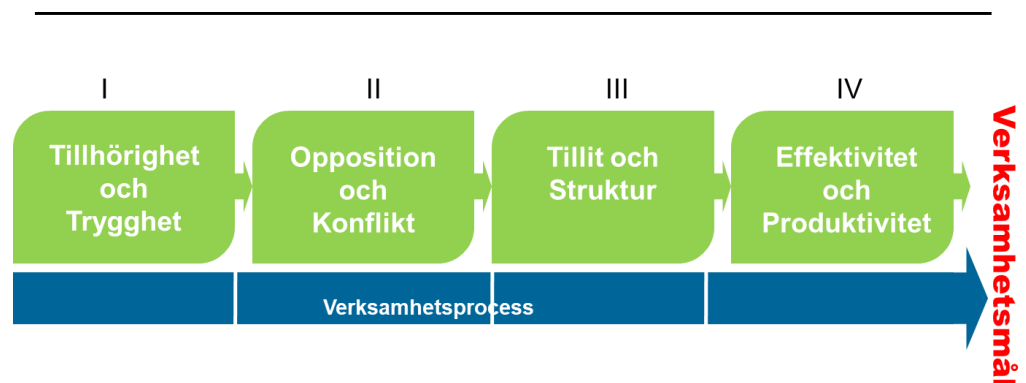 I
II
III
IV
Tillhörighet
och
Trygghet
Opposition
och
Konflikt
Tillit och
Struktur
Effektivitet
och
Produktivitet
Verksamhetsprocess
Verksamhetsmål